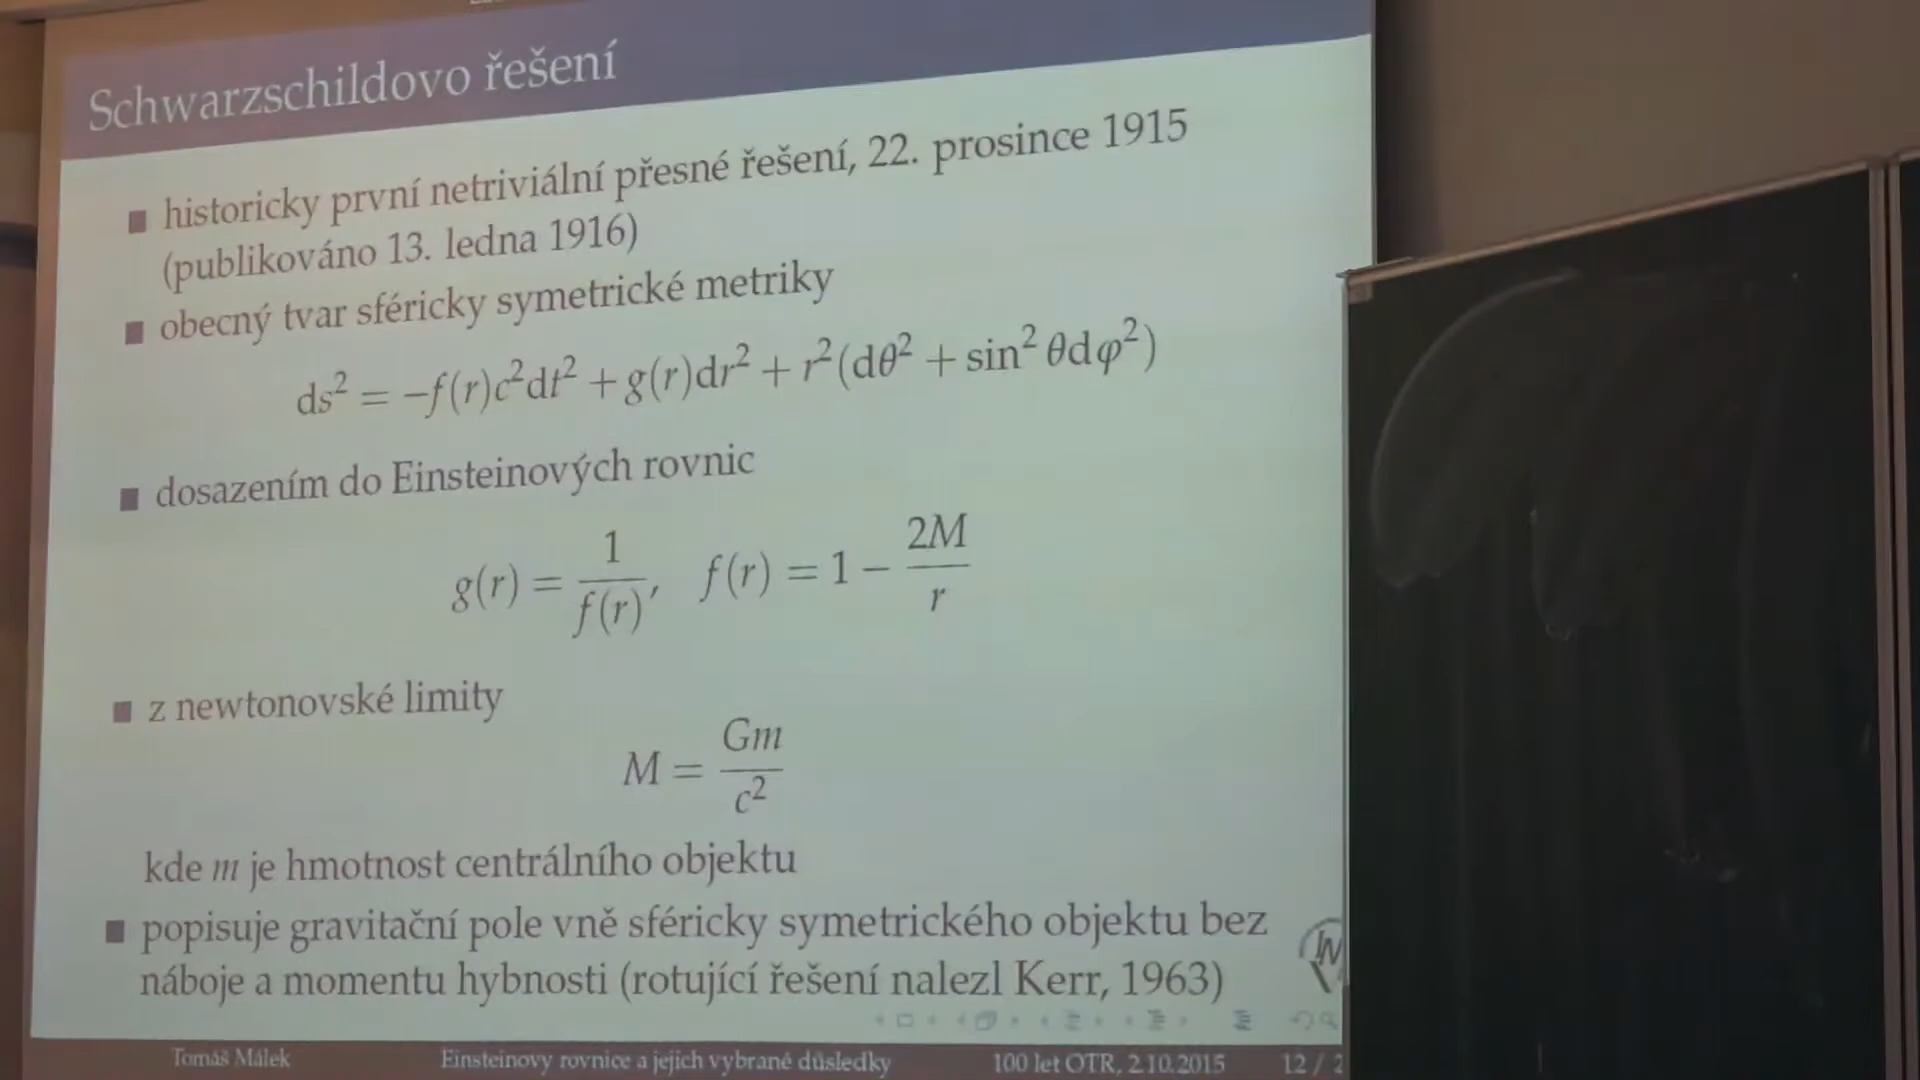 Schwarzschildovo řešení
historicky první netriviální přesné řešení, 22. prosince 1915
(publikováno 13. ledna 1916)
obecný tvar sféricky symetrické metriky
ds² = −f(r)c²dt² + g(r)dr² + r²(dθ² + sin² θdφ²)
dosazením do Einsteinových rovnic
g(r) = 1/f(r), f(r) = 1 − 2M/r
z newtonovské limity
M = Gm/c²
kde m je hmotnost centrálního objektu
popisuje gravitační pole vně sféricky symetrického objektu bez
náboje a momentu hybnosti (rotující řešení nalezl Kerr, 1963)
Tomáš Málek Einsteinovy rovnice a jejich vybrané důsledky 100 let OTR, 2.10.2015 12 / 2